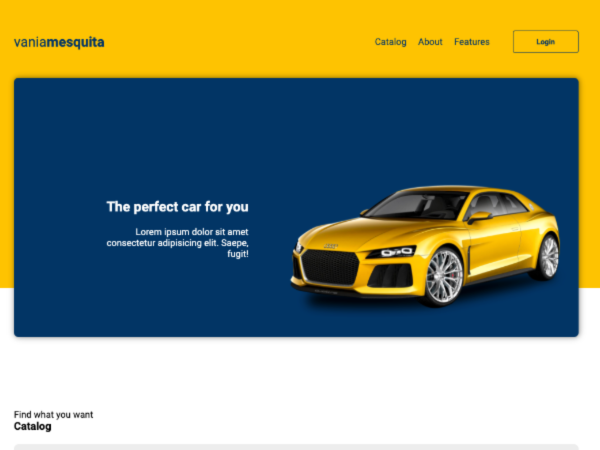 vaniamesquita
Catalog About Features Login
The perfect car for you
Lorem ipsum dolor sit amet
consectetur adipisicing elit. Saepe,
fugit!
Find what you want
Catalog